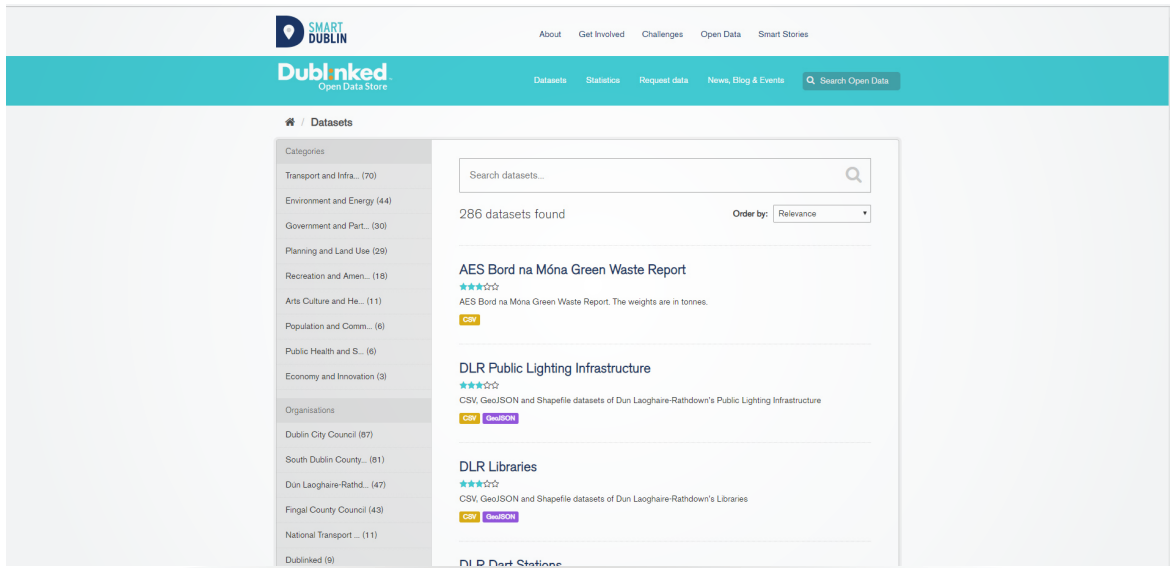 SMART
DUBLIN
About Get Involved Challenges Open Data Smart Stories
Dublinked
Open Data Store
Datasets Statistics Request data News, Blog & Events Search Open Data
/ Datasets
Categories
Transport and Infra... (70)
Environment and Energy (44)
Government and Part... (30)
Planning and Land Use (29)
Recreation and Amen... (18)
Arts Culture and He... (11)
Population and Comm... (6)
Public Health and S... (6)
Economy and Innovation (3)
Organisations
Dublin City Council (87)
South Dublin County... (81)
Dún Laoghaire-Rathd... (47)
Fingal County Council (43)
National Transport ... (11)
Dublinked (9)
Search datasets...
286 datasets found Order by: Relevance
AES Bord na Móna Green Waste Report
AES Bord na Móna Green Waste Report. The weights are in tonnes.
CSV
DLR Public Lighting Infrastructure
CSV, GeoJSON and Shapefile datasets of Dun Laoghaire-Rathdown's Public Lighting Infrastructure
CSV GeoJSON
DLR Libraries
CSV, GeoJSON and Shapefile datasets of Dun Laoghaire-Rathdown's Libraries
CSV GeoJSON
DLR Dart Stations